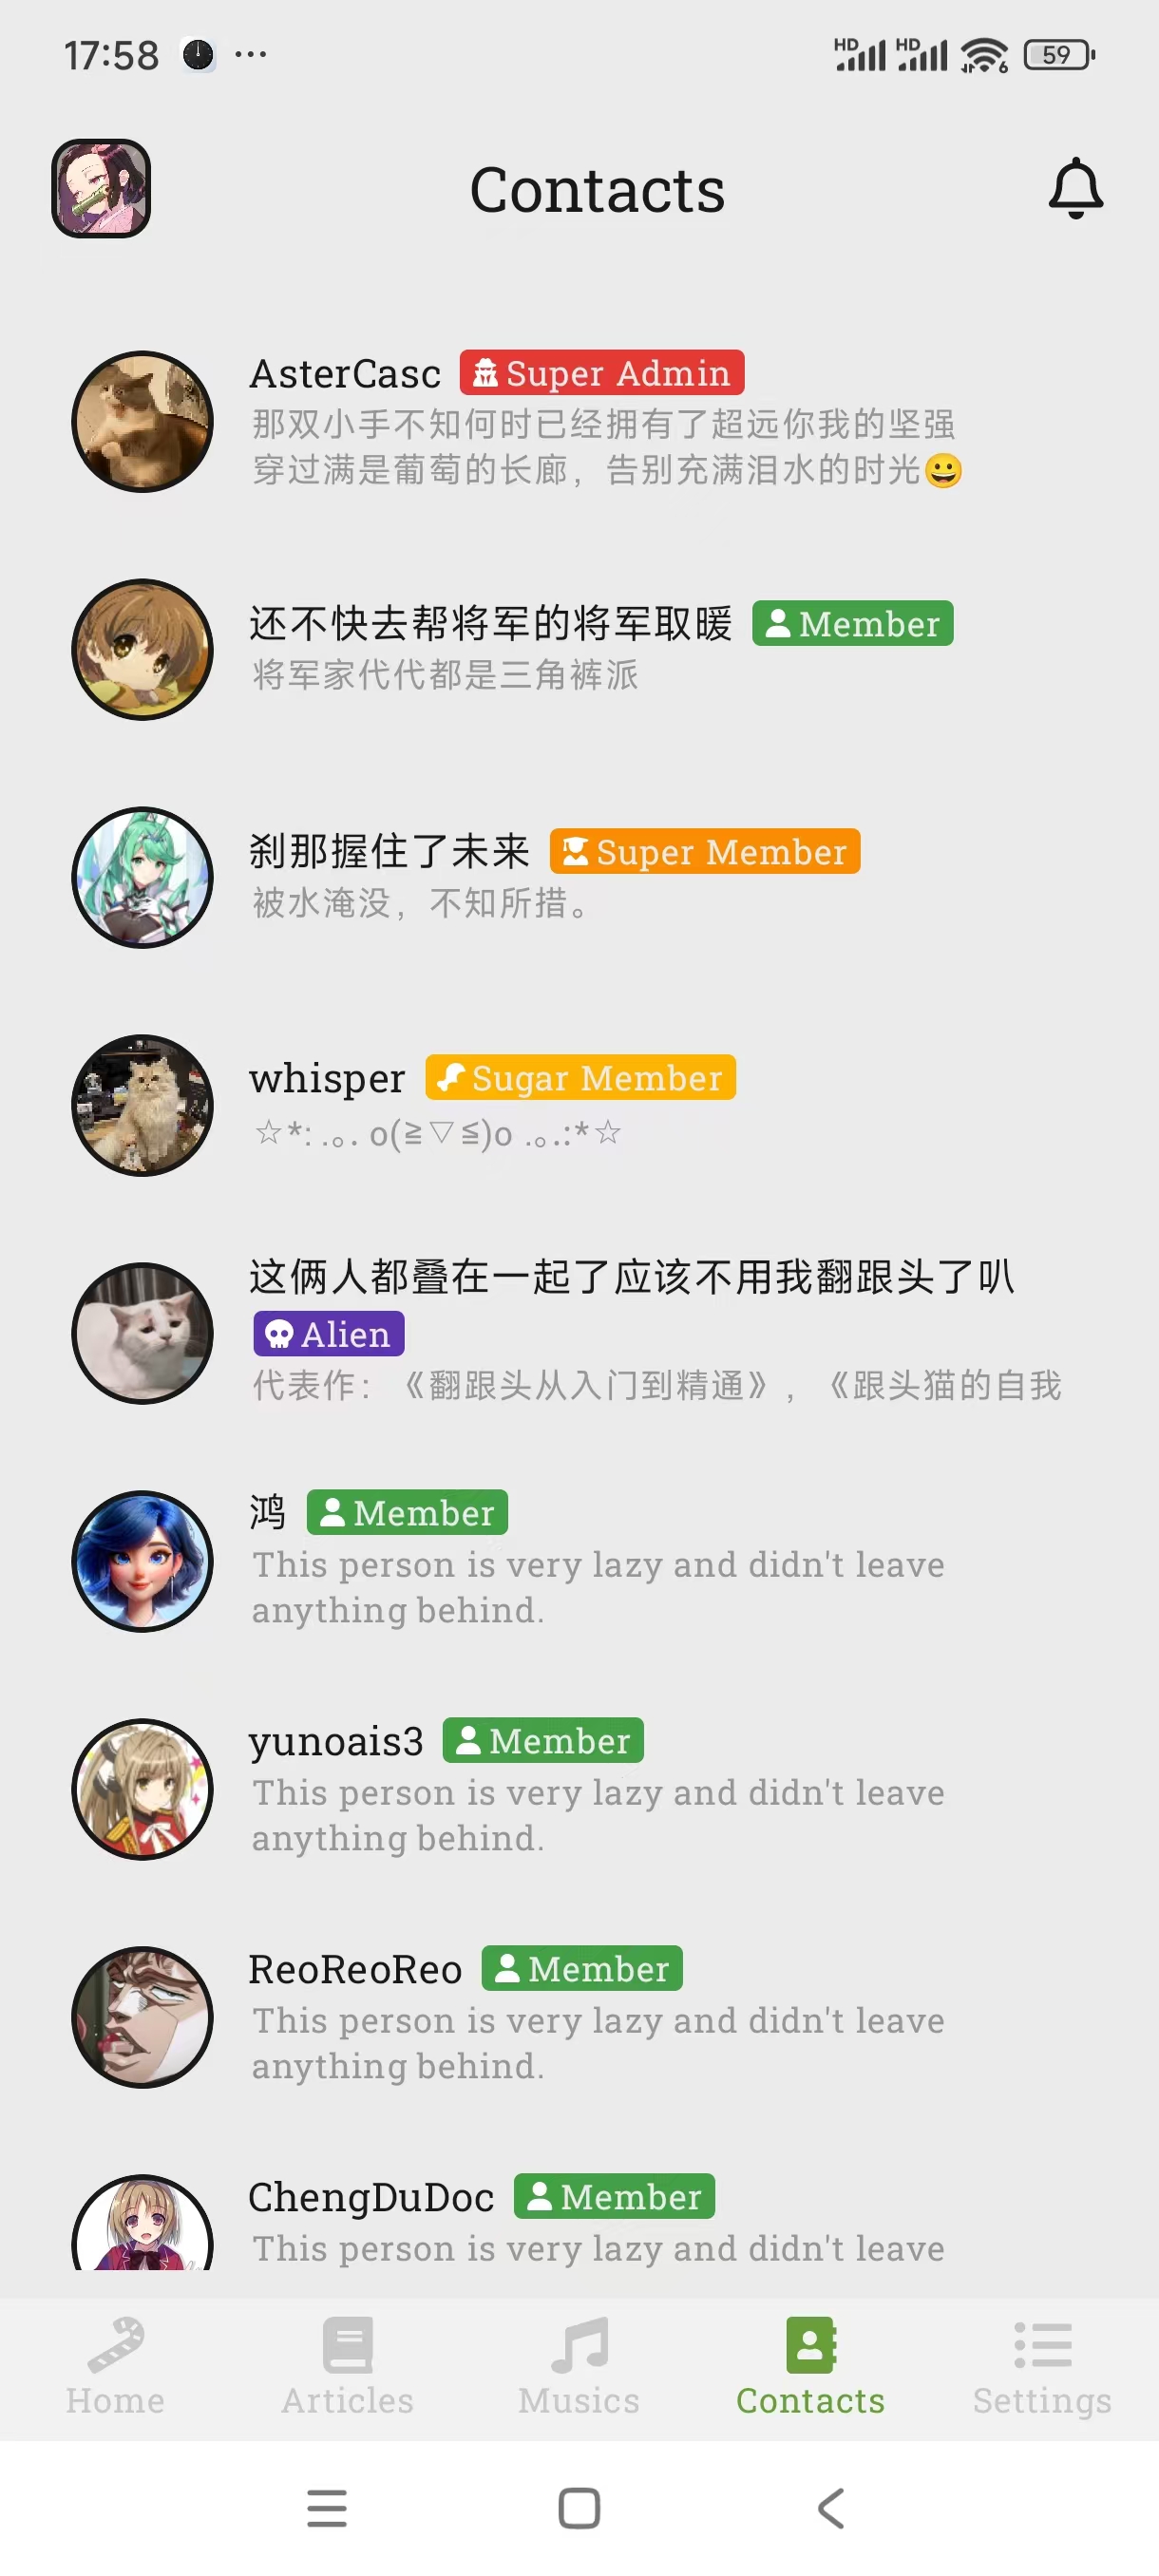 17:58 ... HD HD 6 59
Contacts
AsterCasc Super Admin
那双小手不知何时已经拥有了超远你我的坚强
穿过满是葡萄的长廊，告别充满泪水的时光😀
还不快去帮将军的将军取暖 Member
将军家代代都是三角裤派
刹那握住了未来 Super Member
被水淹没，不知所措。
whisper Sugar Member
☆*: .｡. o(≧▽≦)o .｡.:*☆
这俩人都叠在一起了应该不用我翻跟头了叭
Alien
代表作：《翻跟头从入门到精通》，《跟头猫的自我
鸿 Member
This person is very lazy and didn't leave
anything behind.
yunoais3 Member
This person is very lazy and didn't leave
anything behind.
ReoReoReo Member
This person is very lazy and didn't leave
anything behind.
ChengDuDoc Member
This person is very lazy and didn't leave
Home Articles Musics Contacts Settings